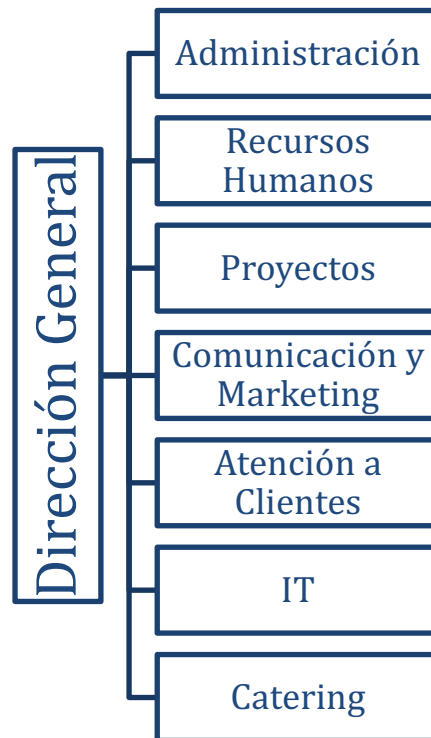 Dirección General
Administración
Recursos
Humanos
Proyectos
Comunicación y
Marketing
Atención a
Clientes
IT
Catering